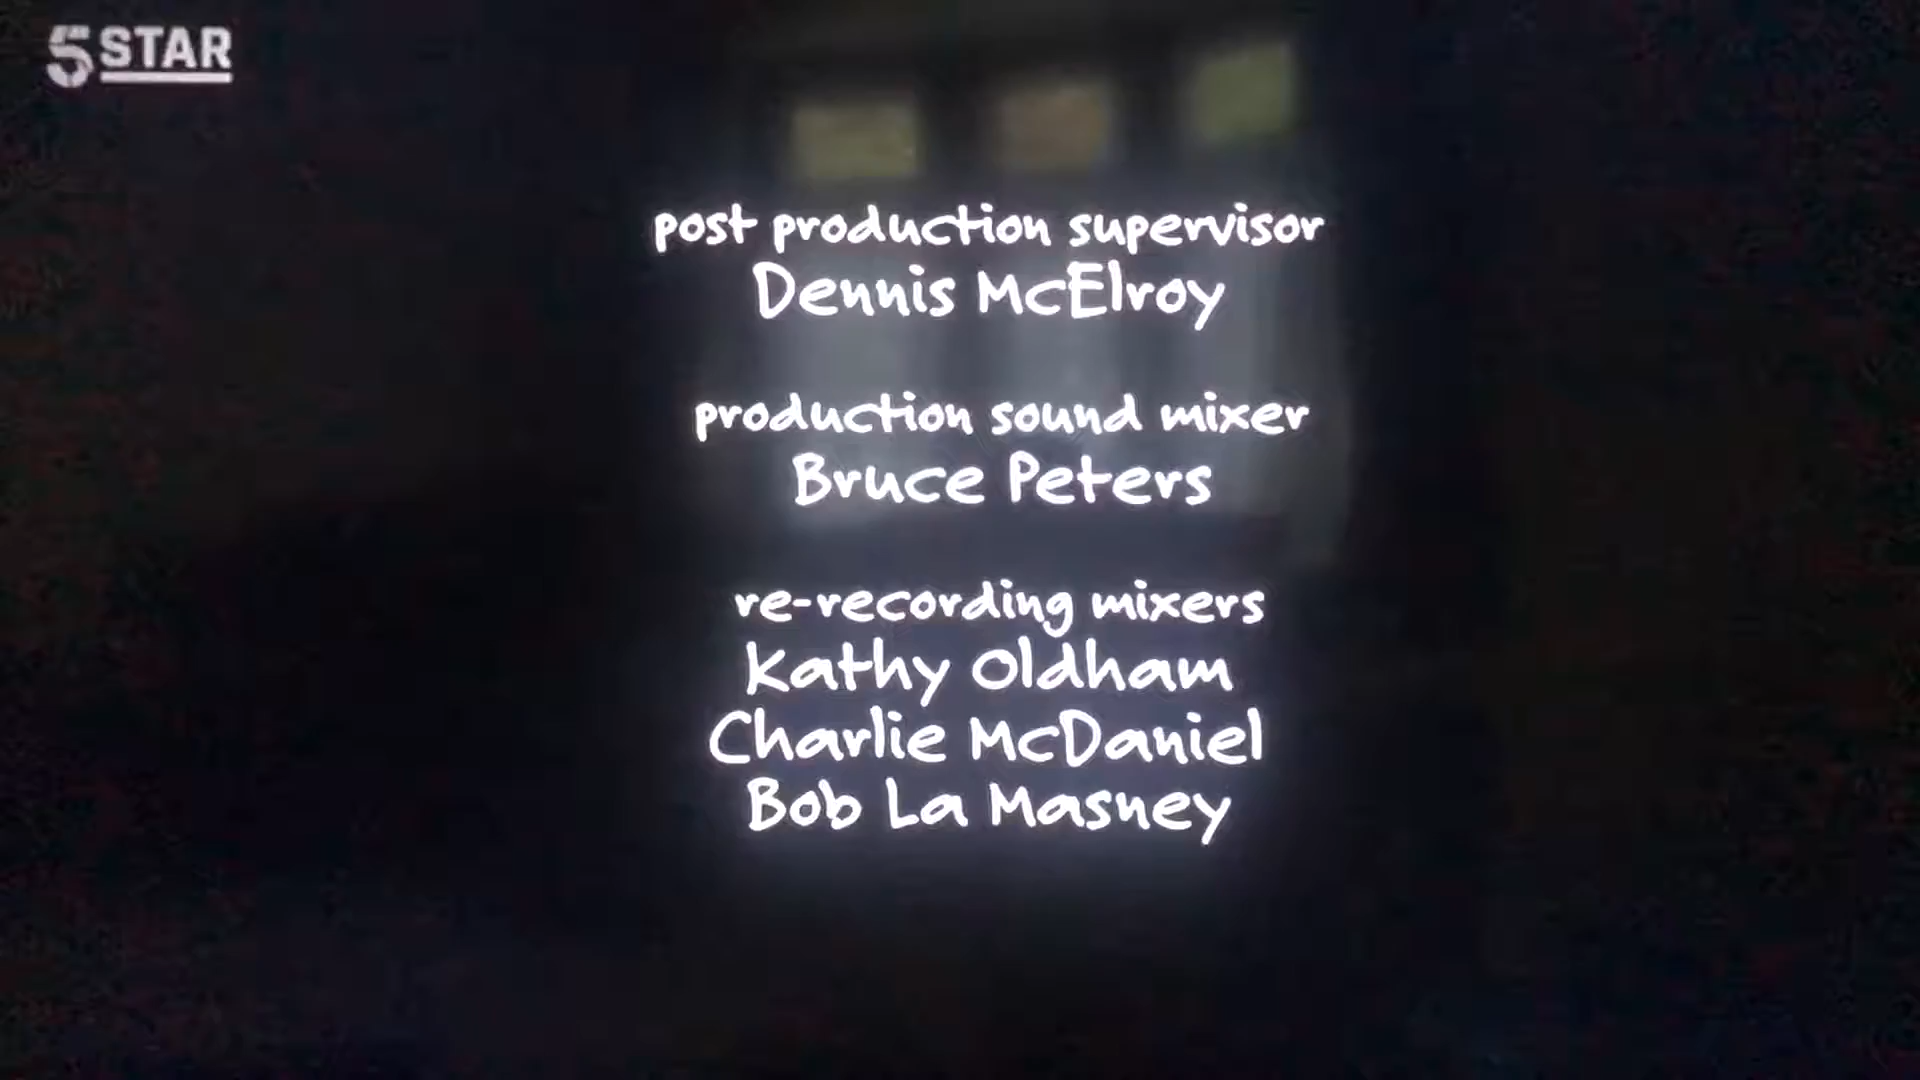 5STAR
post production supervisor
Dennis McElroy
production sound mixer
Bruce Peters
re-recording mixers
Kathy Oldham
Charlie McDaniel
Bob La Masney